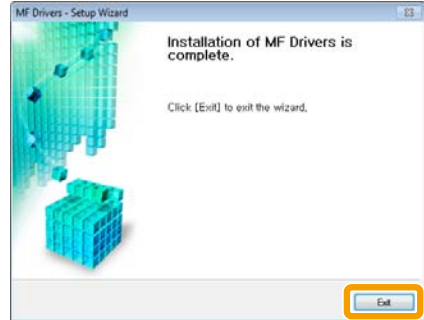 MF Drivers - Setup Wizard
Installation of MF Drivers is
complete.
Click [Exit] to exit the wizard.
Exit